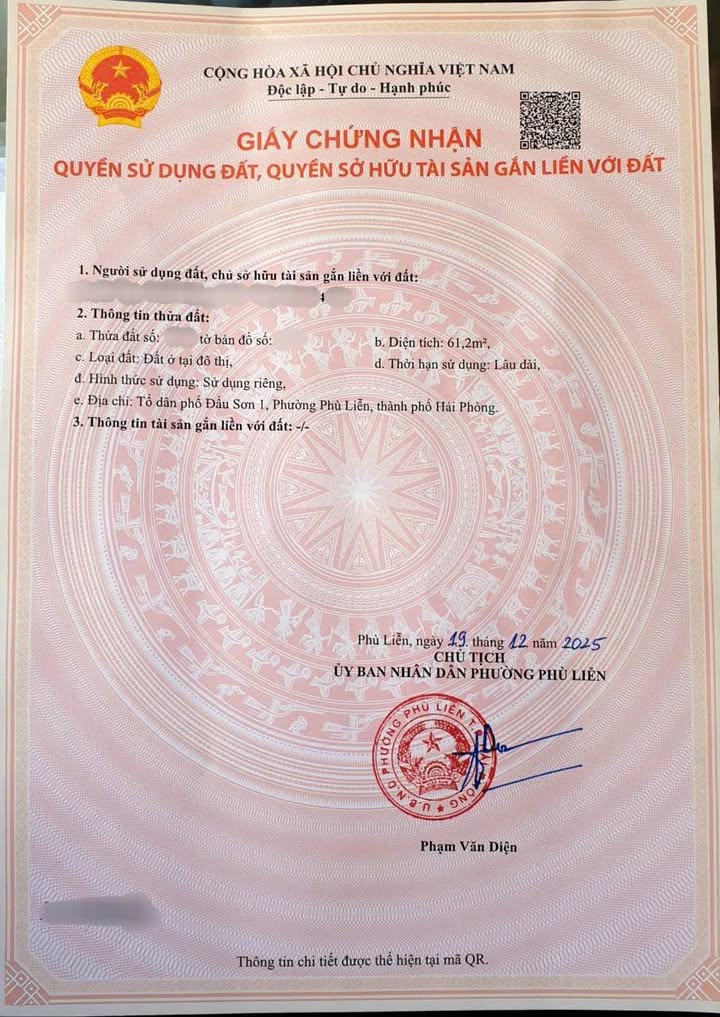 CỘNG HÒA XÃ HỘI CHỦ NGHĨA VIỆT NAM
Độc lập - Tự do - Hạnh phúc
GIẤY CHỨNG NHẬN
QUYỀN SỬ DỤNG ĐẤT, QUYỀN SỞ HỮU TÀI SẢN GẮN LIỀN VỚI ĐẤT
1. Người sử dụng đất, chủ sở hữu tài sản gắn liền với đất:
2. Thông tin thửa đất:
a. Thửa đất số: tờ bản đồ số: b. Diện tích: 61,2m²,
c. Loại đất: Đất ở tại đô thị, d. Thời hạn sử dụng: Lâu dài,
đ. Hình thức sử dụng: Sử dụng riêng,
e. Địa chỉ: Tổ dân phố Đẩu Sơn 1, Phường Phù Liễn, thành phố Hải Phòng.
3. Thông tin tài sản gắn liền với đất: -/-
Phù Liễn, ngày 19 tháng 12 năm 2025
CHỦ TỊCH
ỦY BAN NHÂN DÂN PHƯỜNG PHÙ LIỄN
U.B.N.D PHƯỜNG PHÙ LIỄN
Phạm Văn Diện
Thông tin chi tiết được thể hiện tại mã QR.